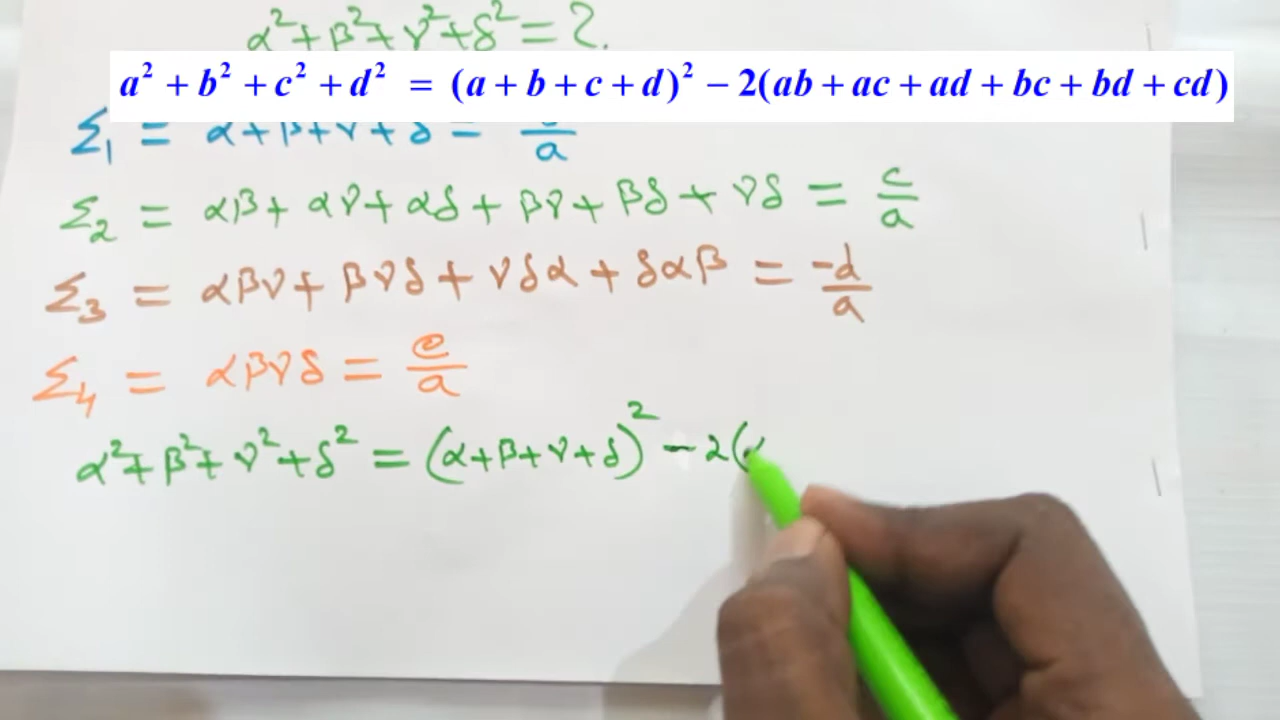 α² + β² + γ² + δ² = ?
a² + b² + c² + d² = (a + b + c + d)² − 2(ab + ac + ad + bc + bd + cd)
Σ₁ = α + β + γ + δ = /a
Σ₂ = αβ + αγ + αδ + βγ + βδ + γδ = c/a
Σ₃ = αβγ + βγδ + γδα + δαβ = -d/a
Σ₄ = αβγδ = e/a
α² + β² + γ² + δ² = (α + β + γ + δ)² − 2(α